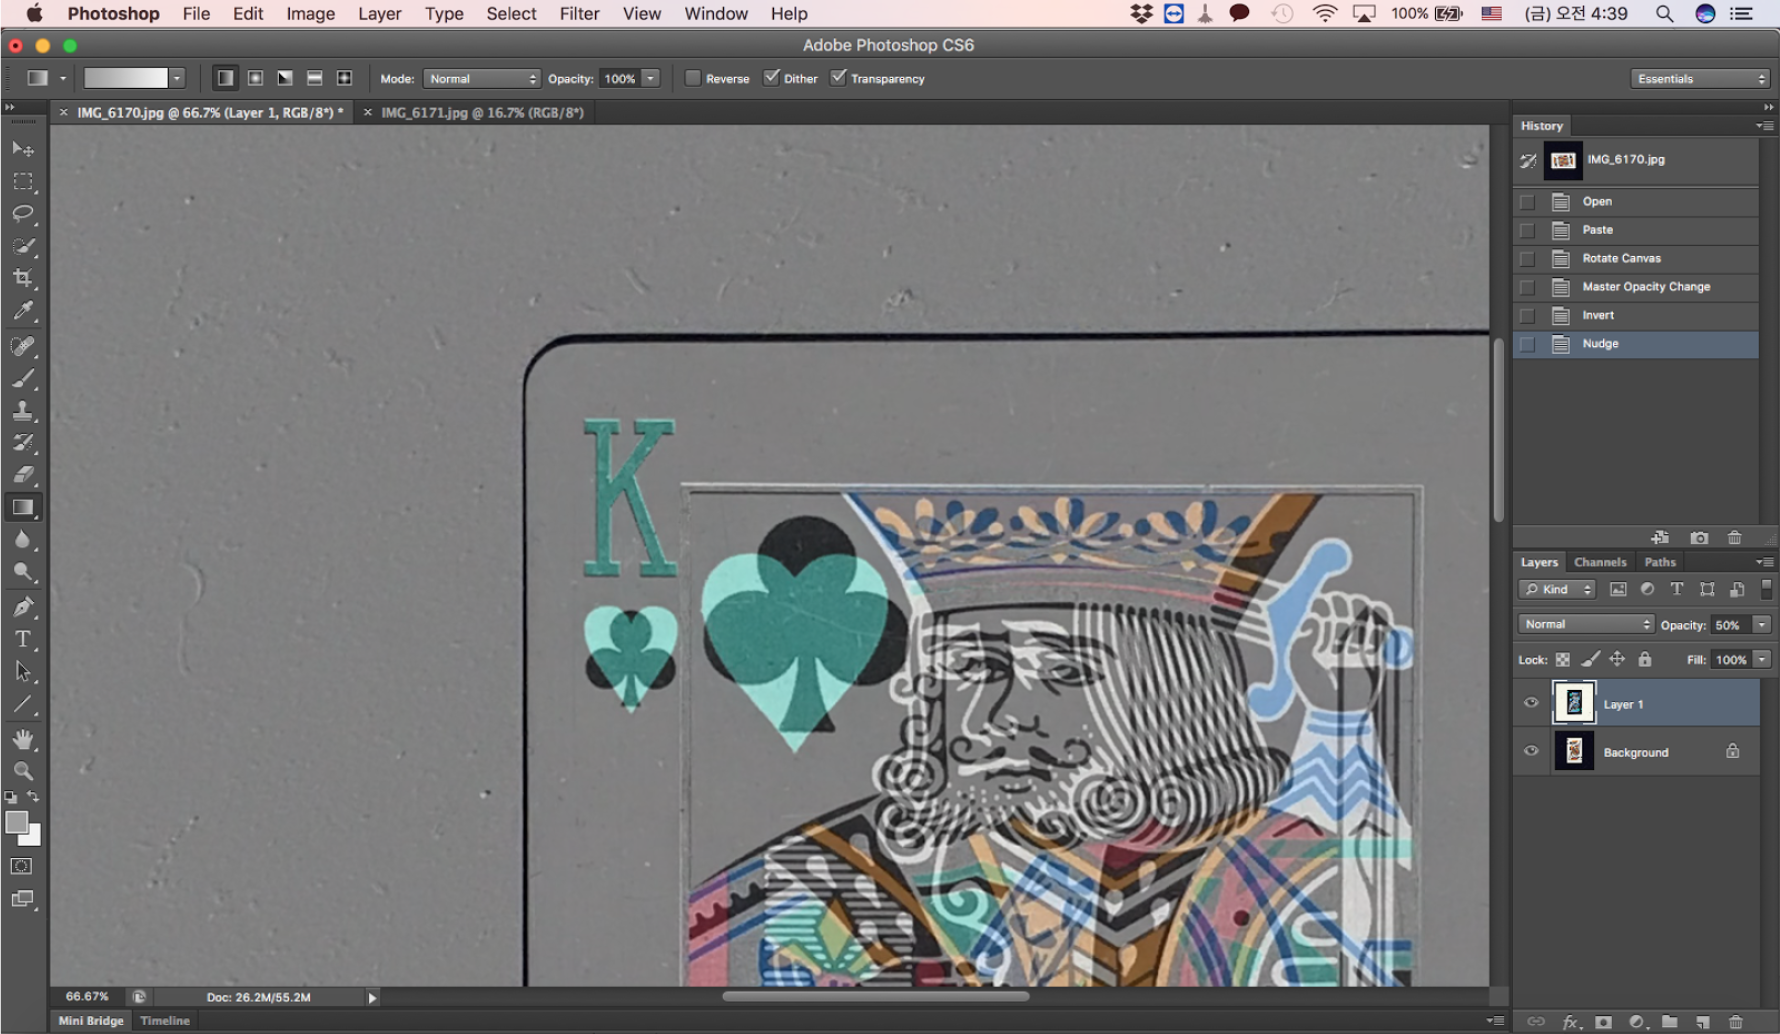 Photoshop File Edit Image Layer Type Select Filter View Window Help 100% (금) 오전 4:39
Adobe Photoshop CS6
Mode: Normal Opacity: 100% Reverse Dither Transparency Essentials
IMG_6170.jpg @ 66.7% (Layer 1, RGB/8*) * IMG_6171.jpg @ 16.7% (RGB/8*)
History
IMG_6170.jpg
Open
Paste
Rotate Canvas
Master Opacity Change
Invert
Nudge
K
Layers Channels Paths
Kind
Normal Opacity: 50%
Lock: Fill: 100%
Layer 1
Background
66.67% Doc: 26.2M/55.2M
Mini Bridge Timeline